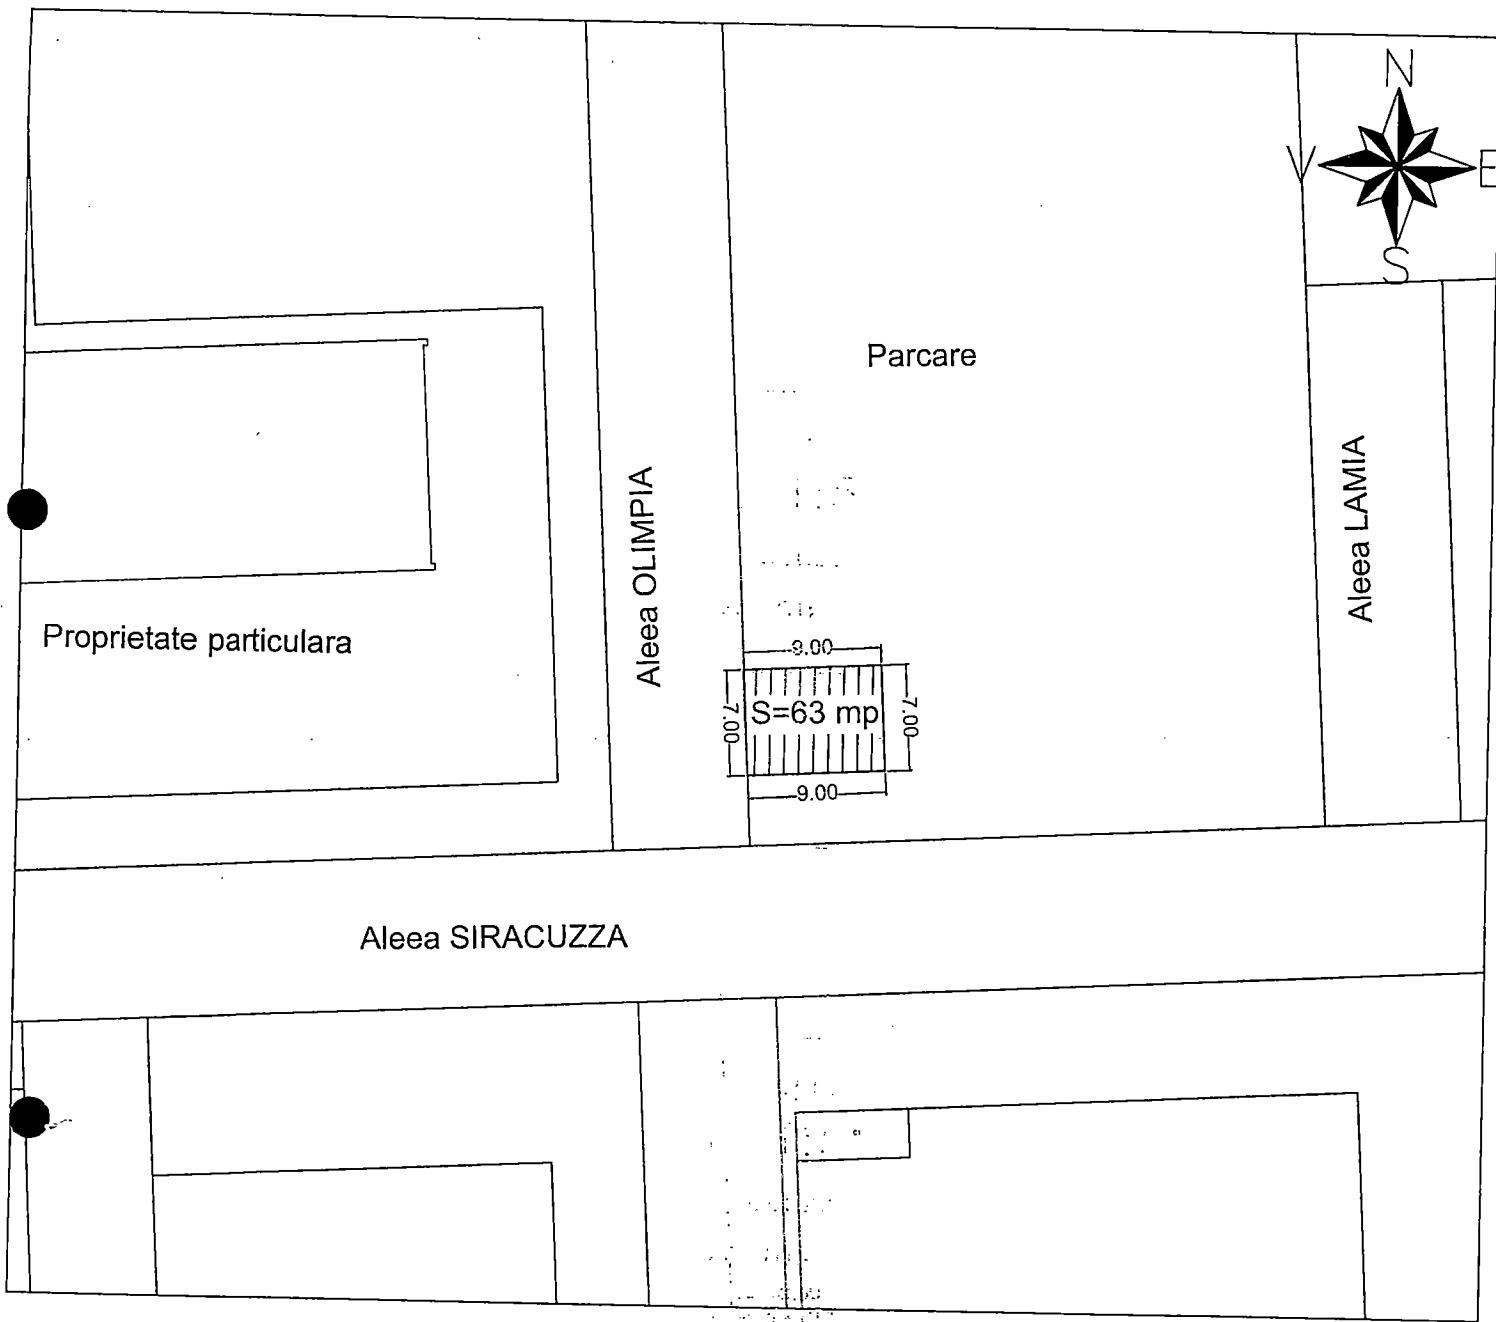 N
V
E
S
Parcare
Aleea OLIMPIA
Aleea LAMIA
Proprietate particulara
9.00
7.00
S=63 mp
7.00
9.00
Aleea SIRACUZZA